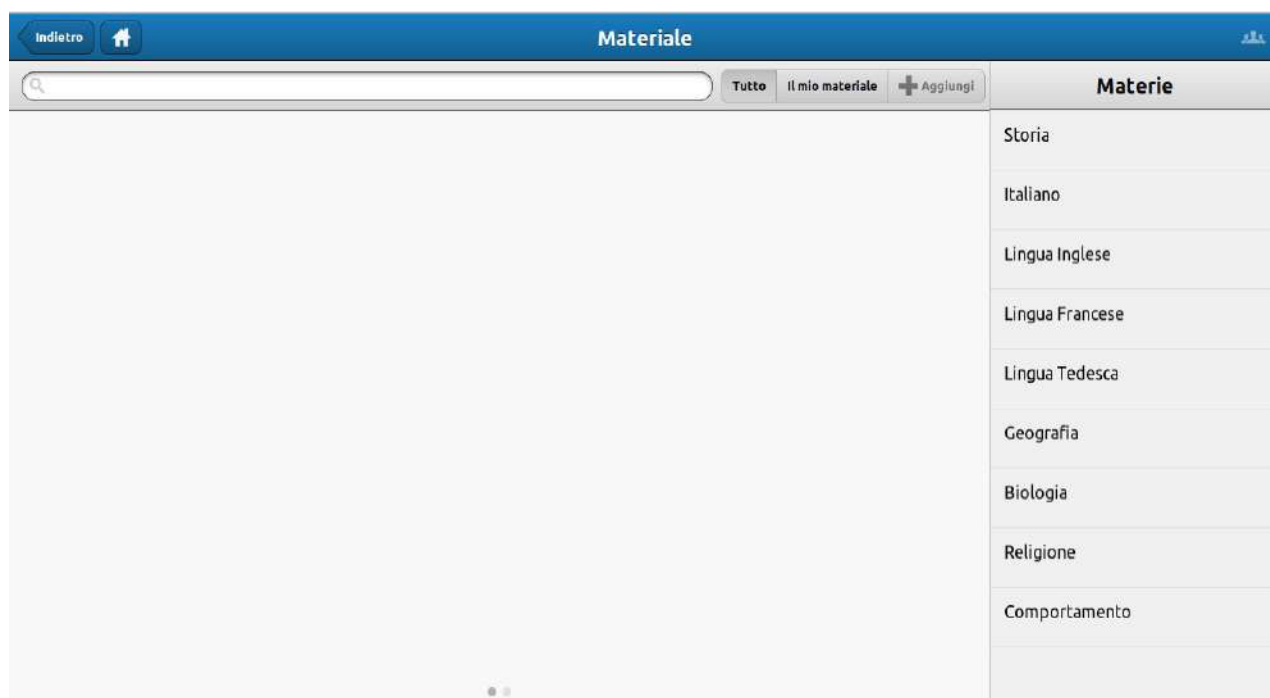 Indietro
Materiale
Tutto
Il mio materiale
Aggiungi
Materie
Storia
Italiano
Lingua Inglese
Lingua Francese
Lingua Tedesca
Geografia
Biologia
Religione
Comportamento